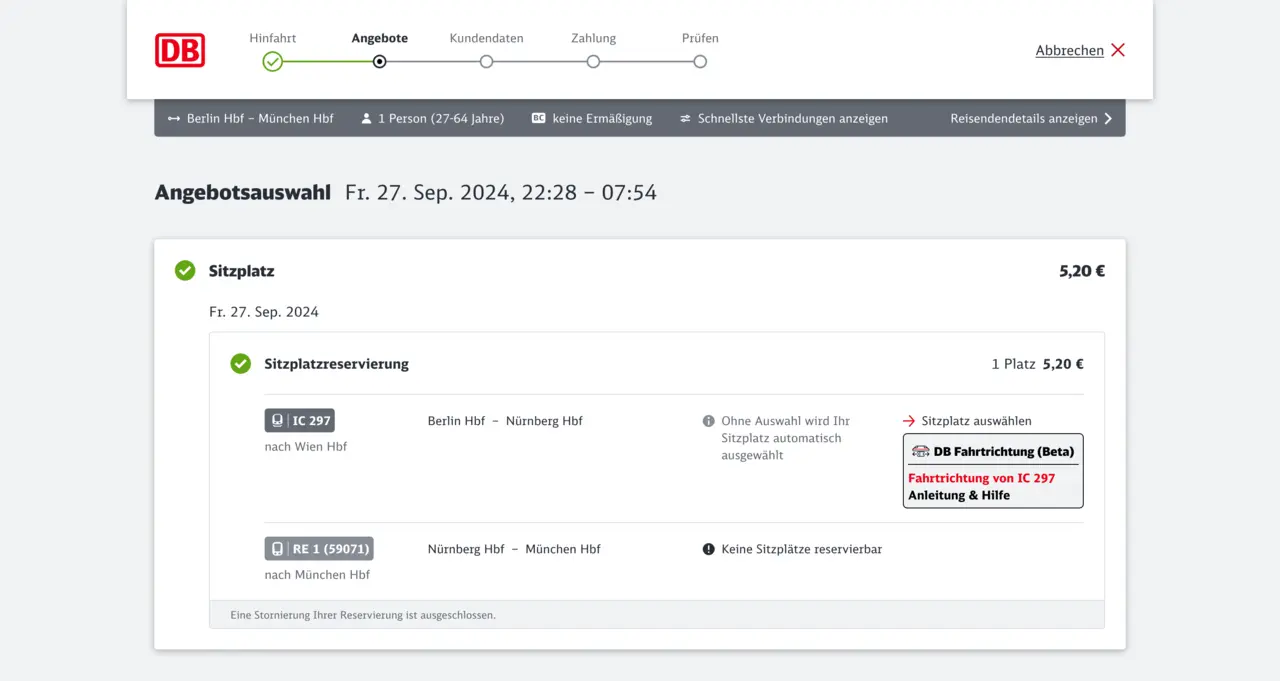 DB
Hinfahrt
Angebote
Kundendaten
Zahlung
Prüfen
Abbrechen
Berlin Hbf – München Hbf
1 Person (27-64 Jahre)
BC keine Ermäßigung
Schnellste Verbindungen anzeigen
Reisendendetails anzeigen
Angebotsauswahl Fr. 27. Sep. 2024, 22:28 – 07:54
Sitzplatz
5,20 €
Fr. 27. Sep. 2024
Sitzplatzreservierung
1 Platz 5,20 €
IC 297
nach Wien Hbf
Berlin Hbf – Nürnberg Hbf
Ohne Auswahl wird Ihr
Sitzplatz automatisch
ausgewählt
Sitzplatz auswählen
DB Fahrtrichtung (Beta)
Fahrtrichtung von IC 297
Anleitung & Hilfe
RE 1 (59071)
nach München Hbf
Nürnberg Hbf – München Hbf
Keine Sitzplätze reservierbar
Eine Stornierung Ihrer Reservierung ist ausgeschlossen.